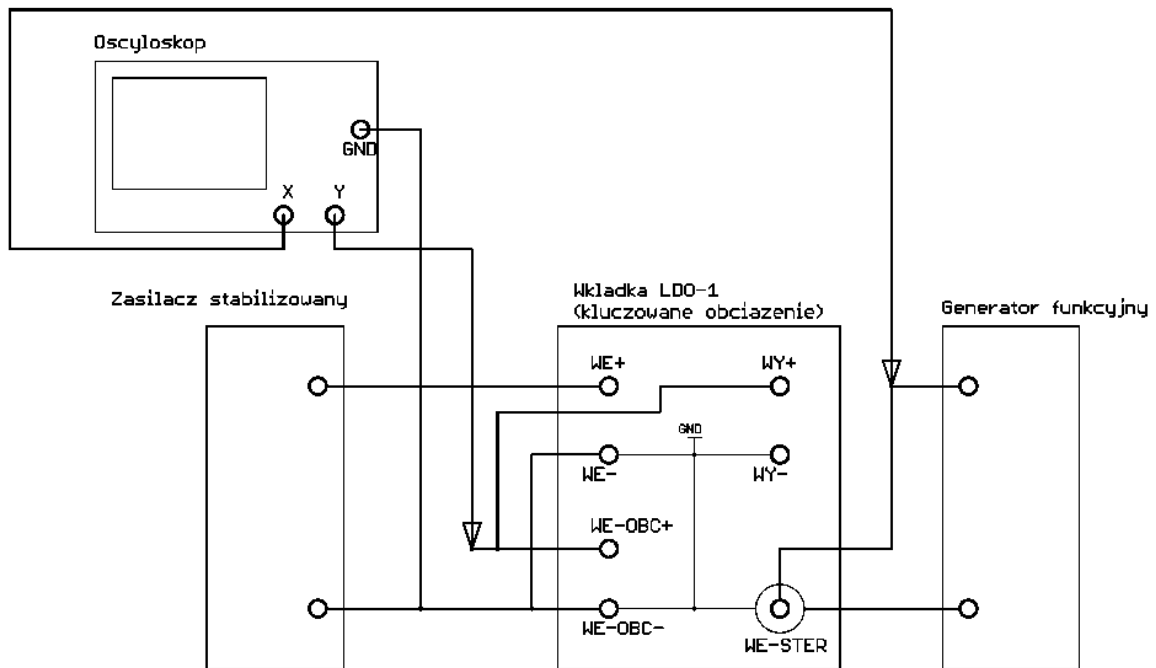 Oscyloskop
GND
X Y
Zasilacz stabilizowany
Wkladka LDO-1
(kluczowane obciazenie)
Generator funkcyjny
WE+ WY+
GND
WE- WY-
WE-OBC+
WE-OBC-
WE-STER